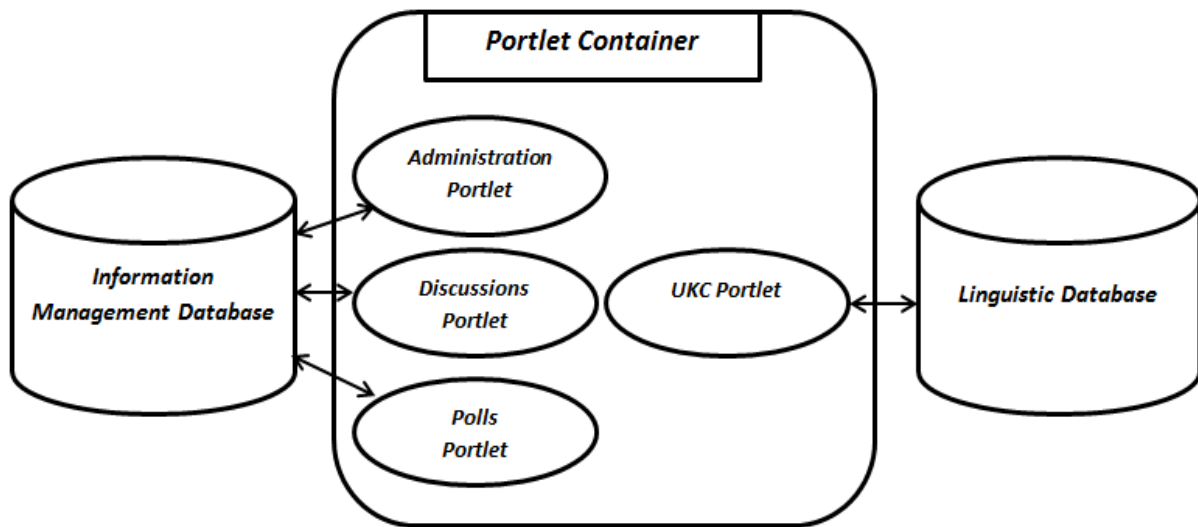 Portlet Container
Administration
Portlet
Information
Management Database
Discussions
Portlet
UKC Portlet
Linguistic Database
Polls
Portlet